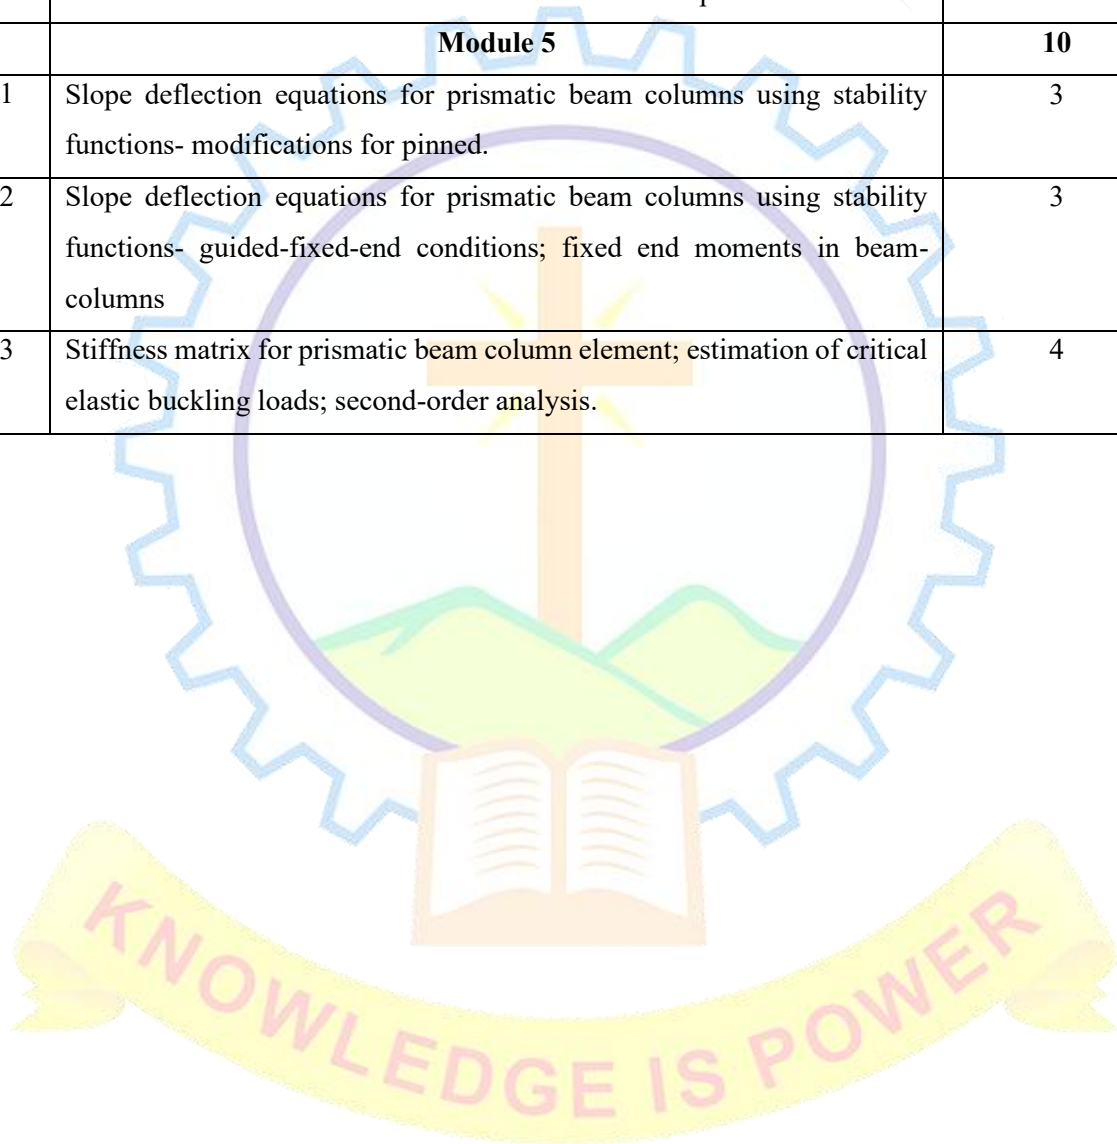 Module 5 10
1 Slope deflection equations for prismatic beam columns using stability 3
functions- modifications for pinned.
2 Slope deflection equations for prismatic beam columns using stability 3
functions- guided-fixed-end conditions; fixed end moments in beam-
columns
3 Stiffness matrix for prismatic beam column element; estimation of critical 4
elastic buckling loads; second-order analysis.
KNOWLEDGE IS POWER